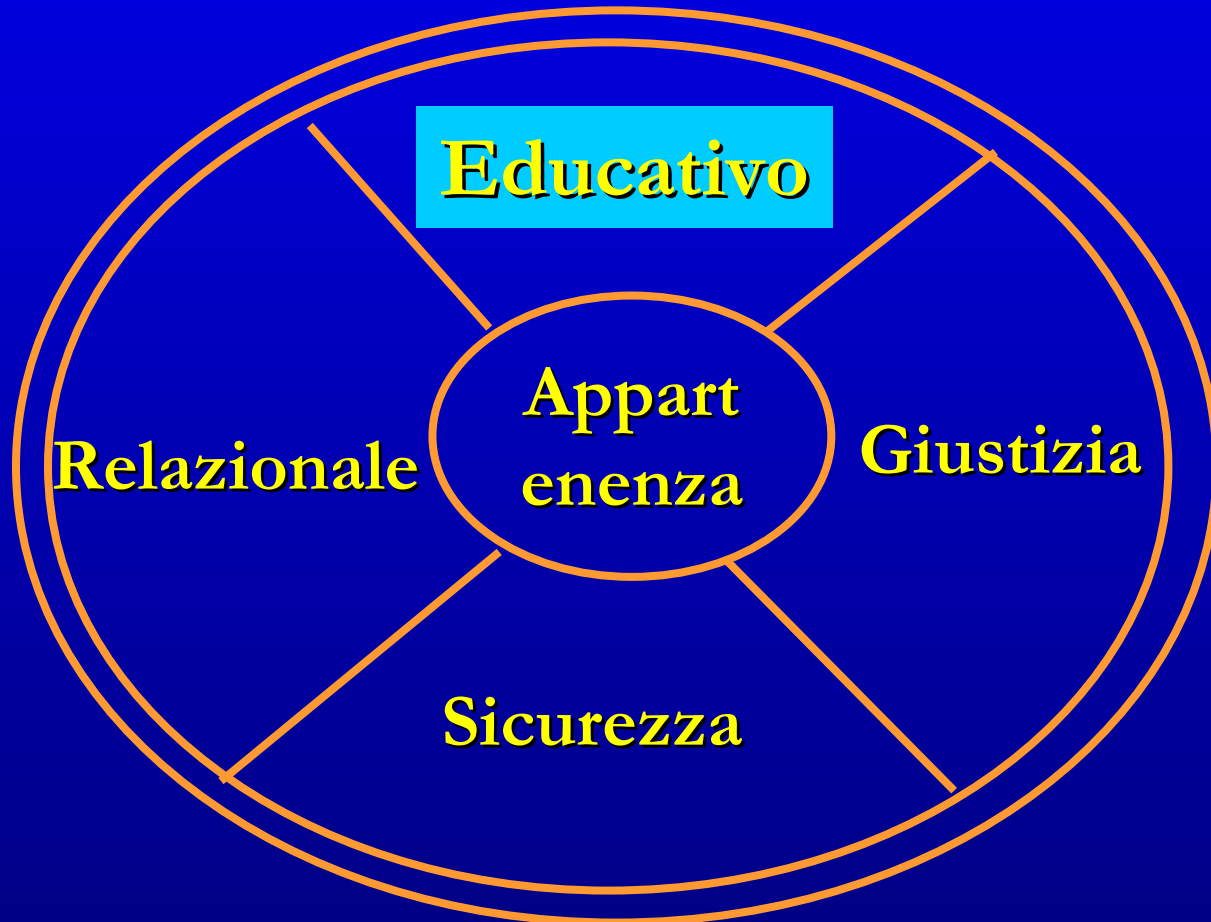 Educativo
Appart
enenza
Relazionale
Giustizia
Sicurezza